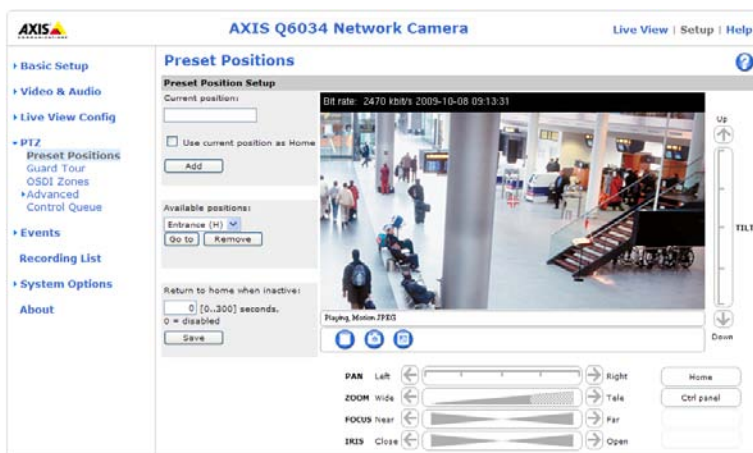 AXIS
COMMUNICATIONS
AXIS Q6034 Network Camera
Live View | Setup | Help
Basic Setup
Video & Audio
Live View Config
PTZ
Preset Positions
Guard Tour
OSDI Zones
Advanced
Control Queue
Events
Recording List
System Options
About
Preset Positions
?
Preset Position Setup
Current position:
Use current position as Home
Add
Available positions:
Entrance (H)
Go to Remove
Return to home when inactive:
0 [0..300] seconds.
0 = disabled
Save
Bit rate: 2470 kbit/s 2009-10-08 09:13:31
Playing, Motion JPEG
Up
TILT
Down
PAN Left Right Home
ZOOM Wide Tele Ctrl panel
FOCUS Near Far
IRIS Close Open